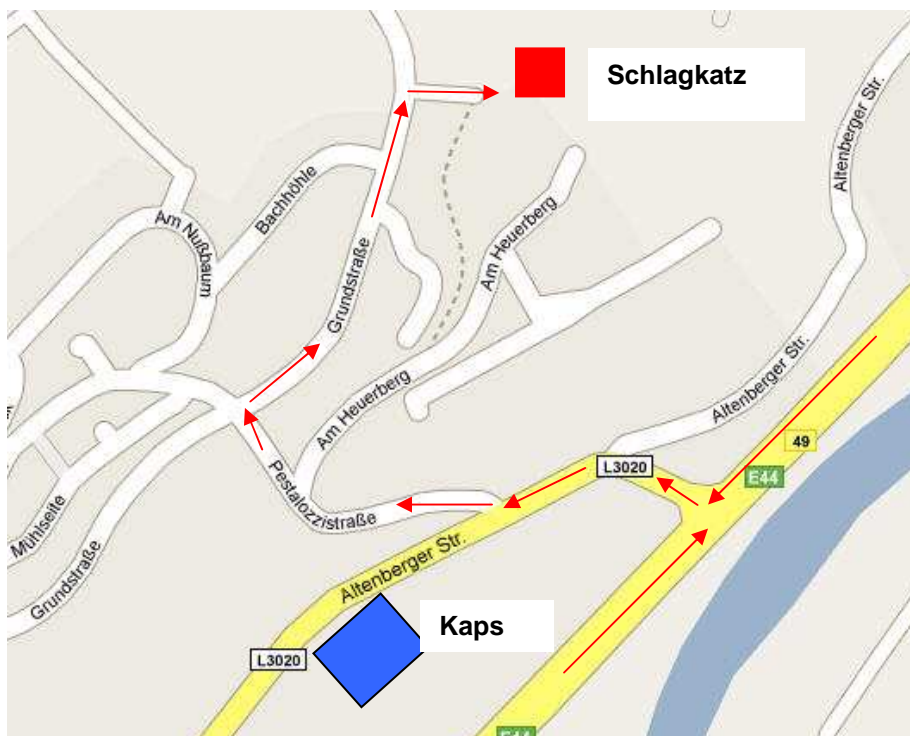 Schlagkatz
Altenberger Str.
Bachhöhle
Am Nußbaum
Am Heuerberg
Grundstraße
Altenberger Str.
Am Heuerberg
49
L3020
E44
Pestalozzistraße
Mühlseite
Altenberger Str.
Grundstraße
Kaps
L3020